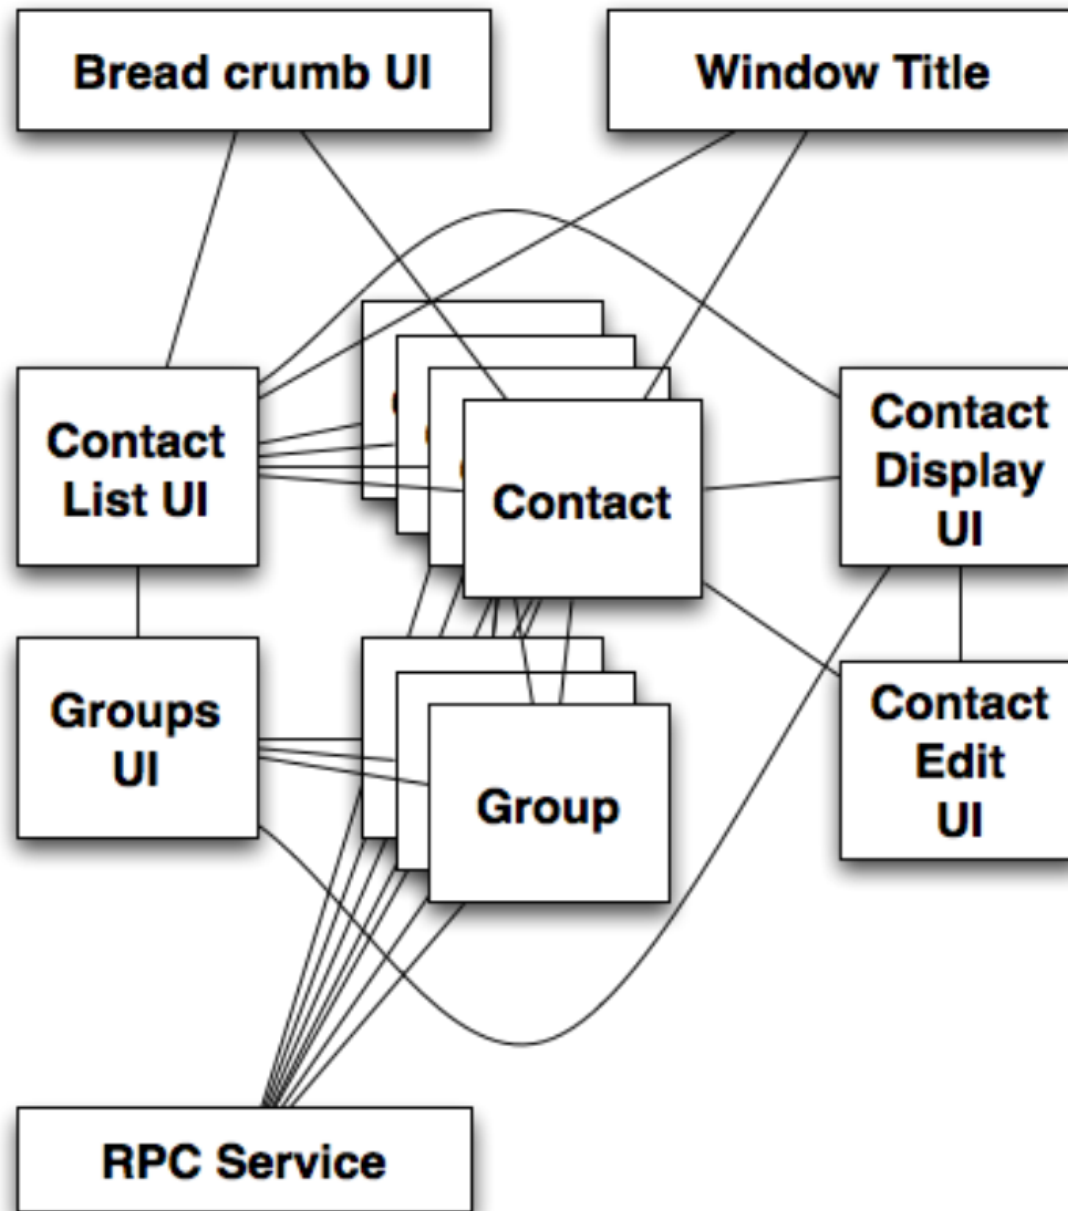 Bread crumb UI
Window Title
Contact
List UI
Contact
Contact
Display
UI
Groups
UI
Group
Contact
Edit
UI
RPC Service